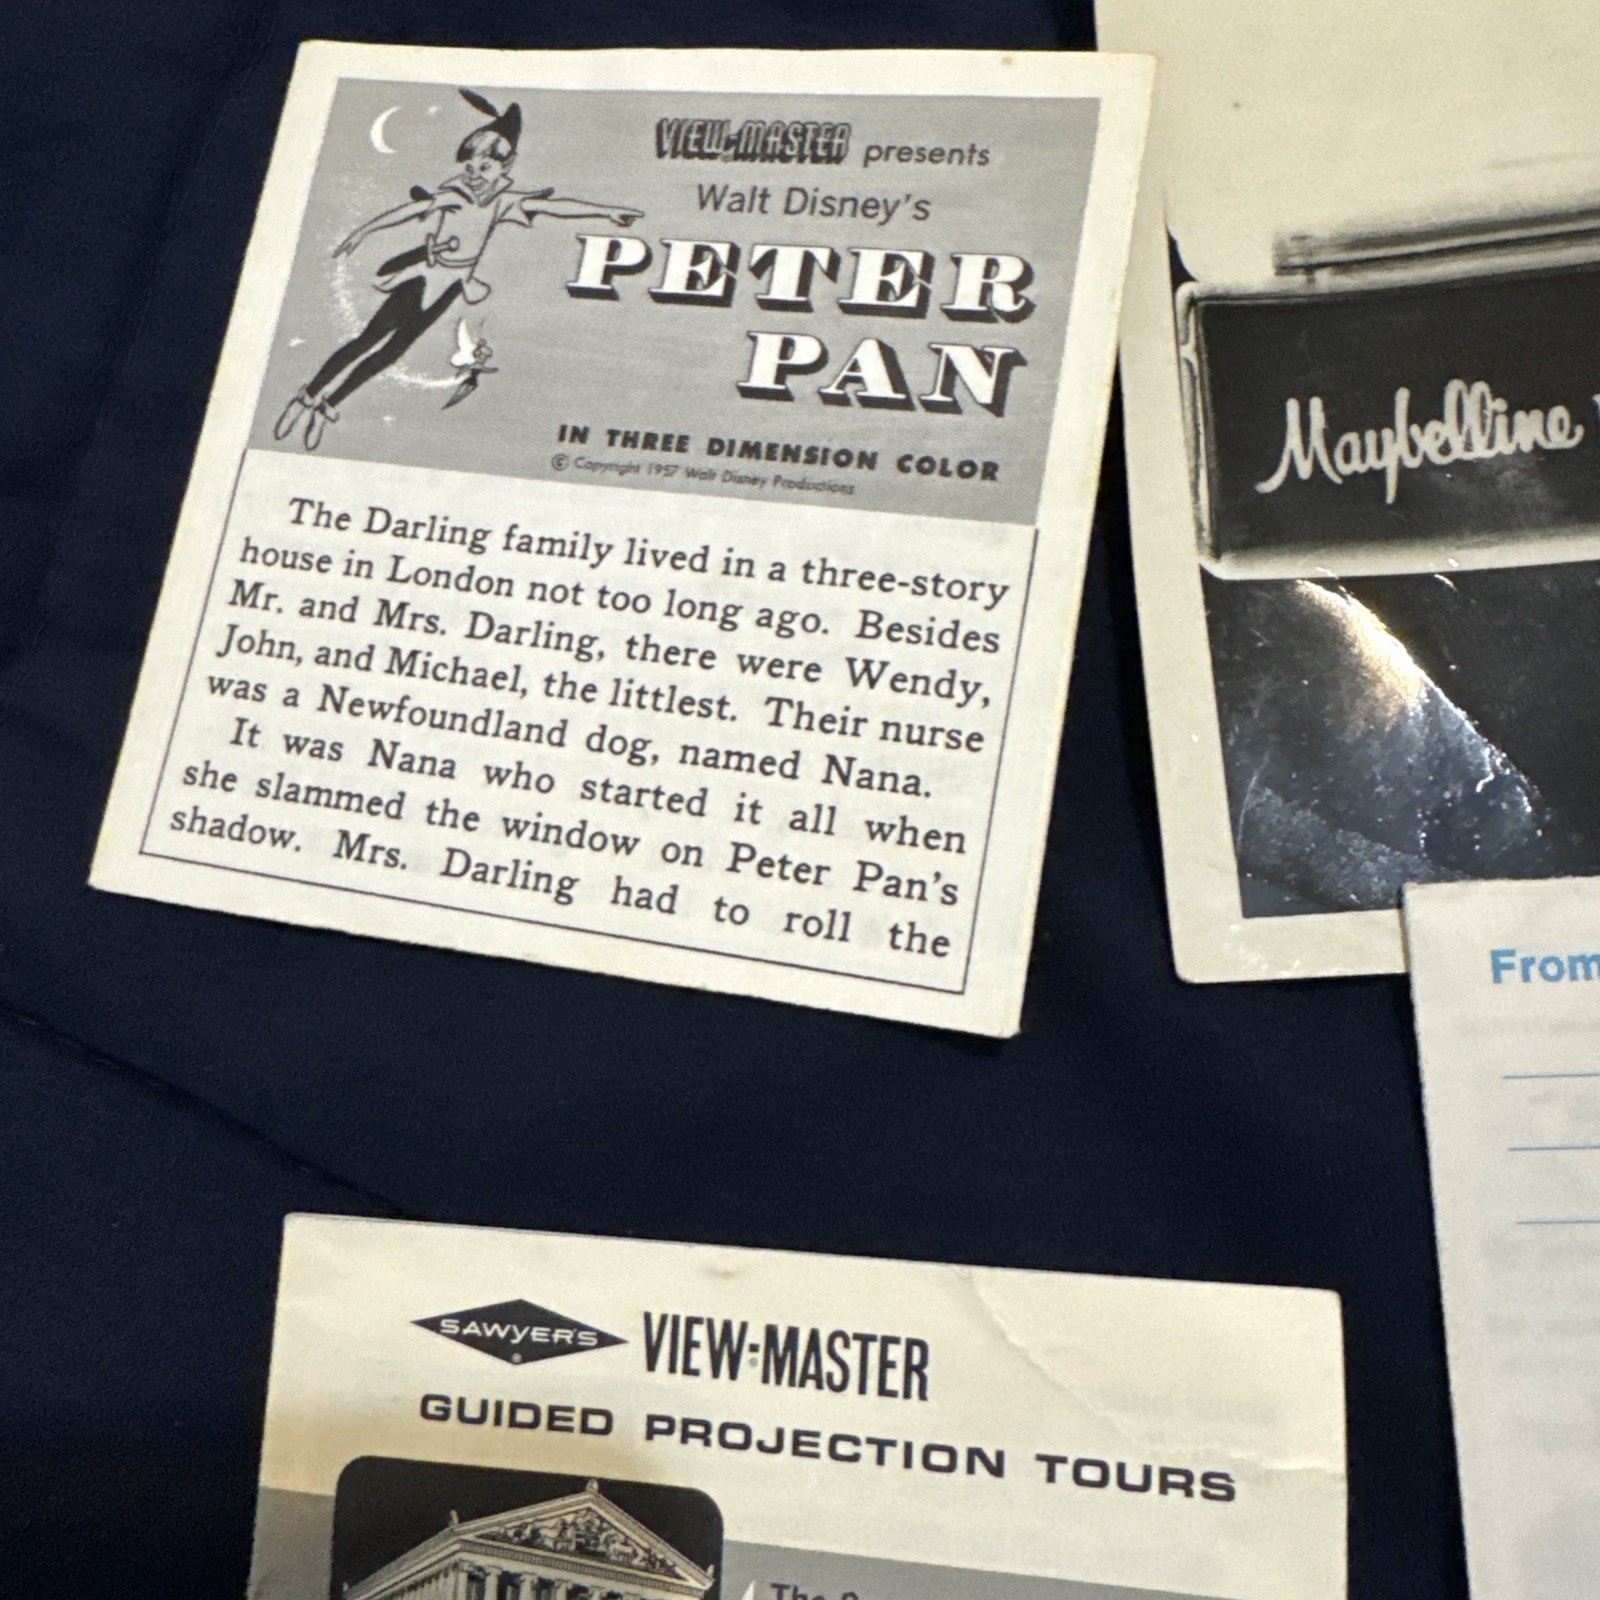 VIEW-MASTER presents
Walt Disney's
PETER
PAN
IN THREE DIMENSION COLOR
© Copyright 1957 Walt Disney Productions
The Darling family lived in a three-story
house in London not too long ago. Besides
Mr. and Mrs. Darling, there were Wendy,
John, and Michael, the littlest. Their nurse
was a Newfoundland dog, named Nana.
It was Nana who started it all when
she slammed the window on Peter Pan's
shadow. Mrs. Darling had to roll the
Maybelline
From
SAWYER'S
VIEW-MASTER
GUIDED PROJECTION TOURS
The